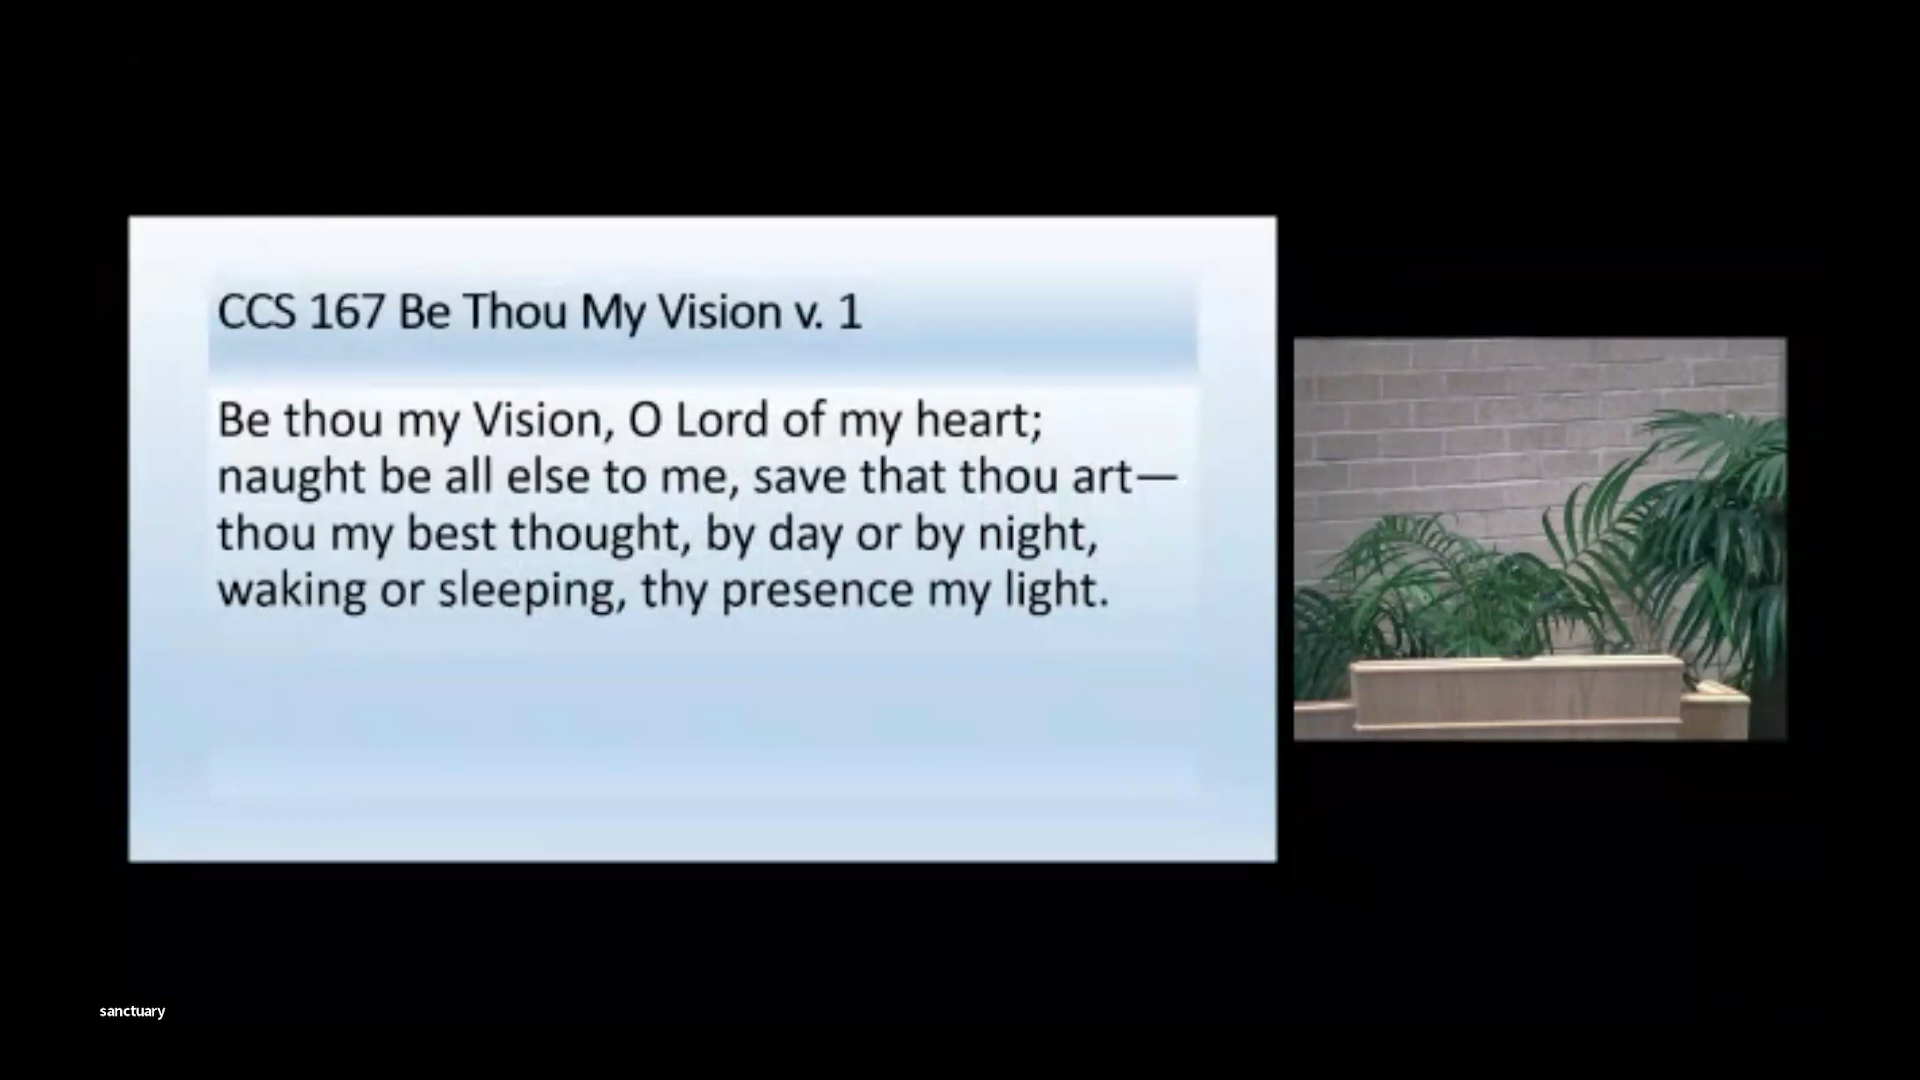 CCS 167 Be Thou My Vision v. 1
Be thou my Vision, O Lord of my heart;
naught be all else to me, save that thou art—
thou my best thought, by day or by night,
waking or sleeping, thy presence my light.
sanctuary